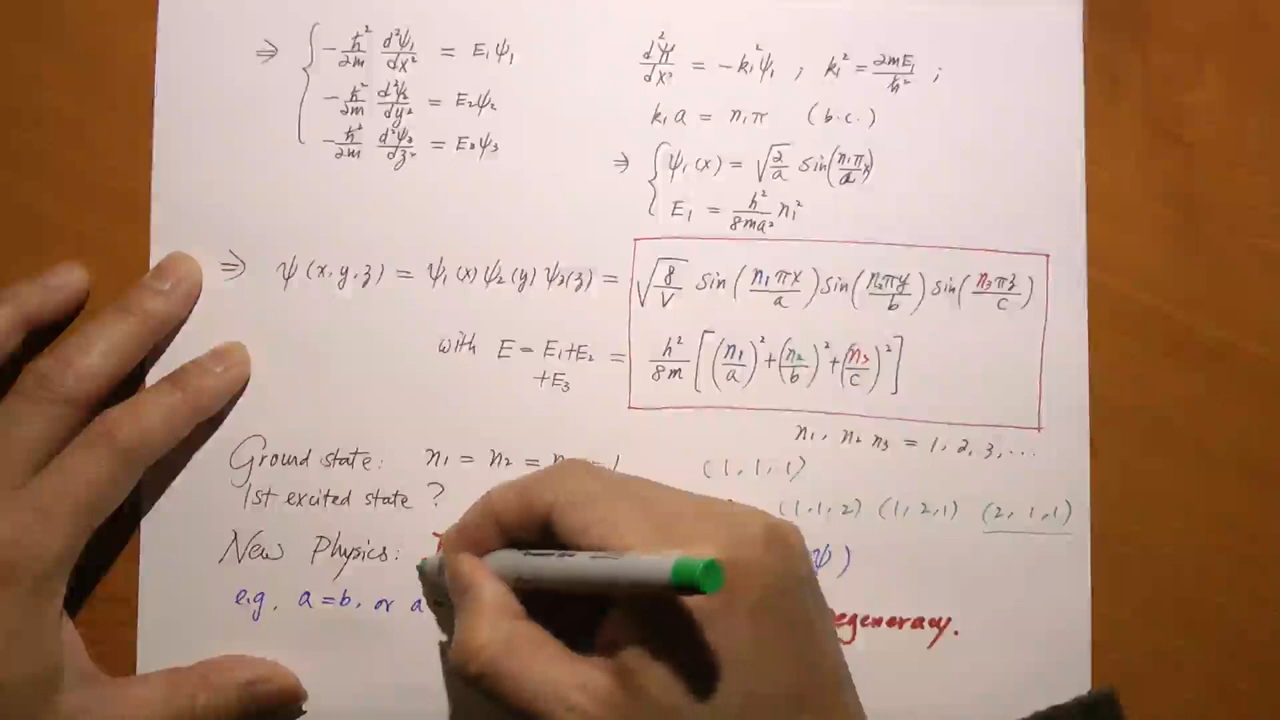 ⇒ { -ħ²/2m d²ψ₁/dx² = E₁ψ₁
-ħ²/2m d²ψ₂/dy² = E₂ψ₂
-ħ²/2m d²ψ₃/dz² = E₃ψ₃
d²ψ₁/dx² = -k₁²ψ₁ ; k₁² = 2mE₁/ħ² ;
k₁a = n₁π (b.c.)
⇒ { ψ₁(x) = √(2/a) sin(n₁πx/a)
E₁ = h²/8ma² n₁²
⇒ ψ(x,y,z) = ψ₁(x)ψ₂(y)ψ₃(z) = √(8/V) sin(n₁πx/a) sin(n₂πy/b) sin(n₃πz/c)
with E = E₁+E₂+E₃ = h²/8m [(n₁/a)²+(n₂/b)²+(n₃/c)²]
n₁, n₂ n₃ = 1, 2, 3, ...
Ground state: n₁ = n₂ = (1, 1, 1)
1st excited state ? (1,1,2) (1,2,1) (2,1,1)
New Physics: ψ)
e.g. a=b, or a
egeneracy.